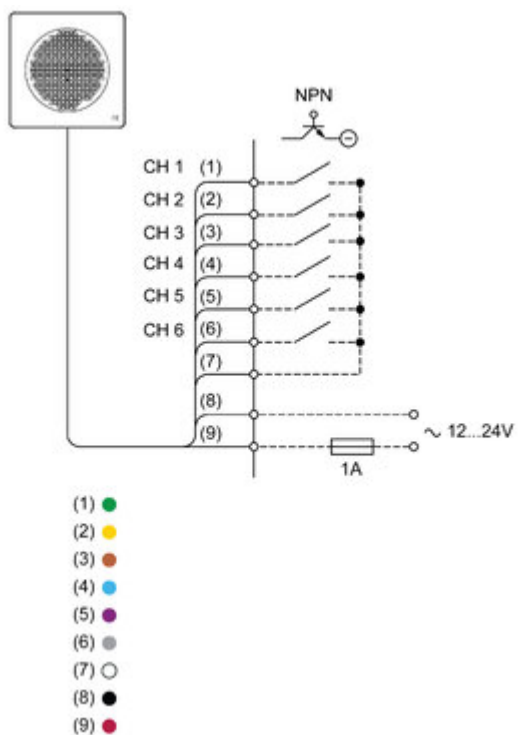 NPN
CH 1 (1)
CH 2 (2)
CH 3 (3)
CH 4 (4)
CH 5 (5)
CH 6 (6)
(7)
(8)
(9)
~ 12...24V
1A
(1)
(2)
(3)
(4)
(5)
(6)
(7)
(8)
(9)